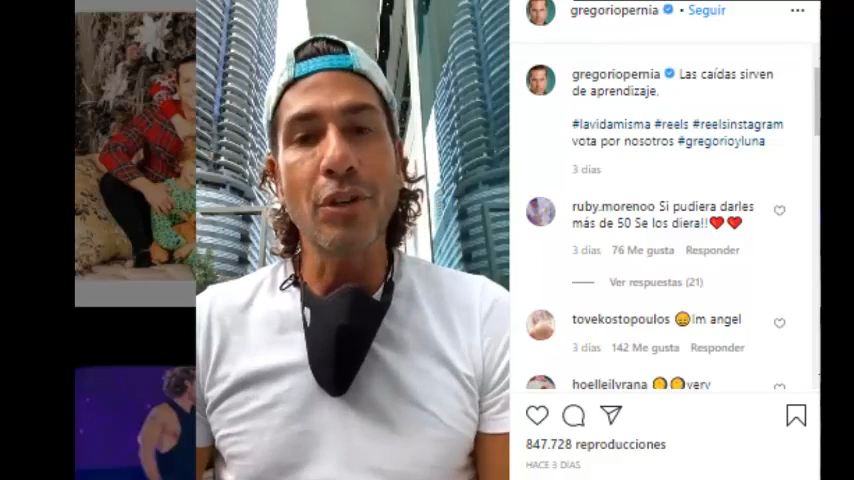 gregoriopernia • Seguir
gregoriopernia Las caídas sirven
de aprendizaje.
#lavidamisma #reels #reelsinstagram
vota por nosotros #gregorioyluna
3 días
ruby.morenoo Si pudiera darles
más de 50 Se los diera!!❤️❤️
3 días 76 Me gusta Responder
Ver respuestas (21)
tovekostopoulos 😄Im angel
3 días 142 Me gusta Responder
hoelleilyrana very
847.728 reproducciones
HACE 3 DÍAS